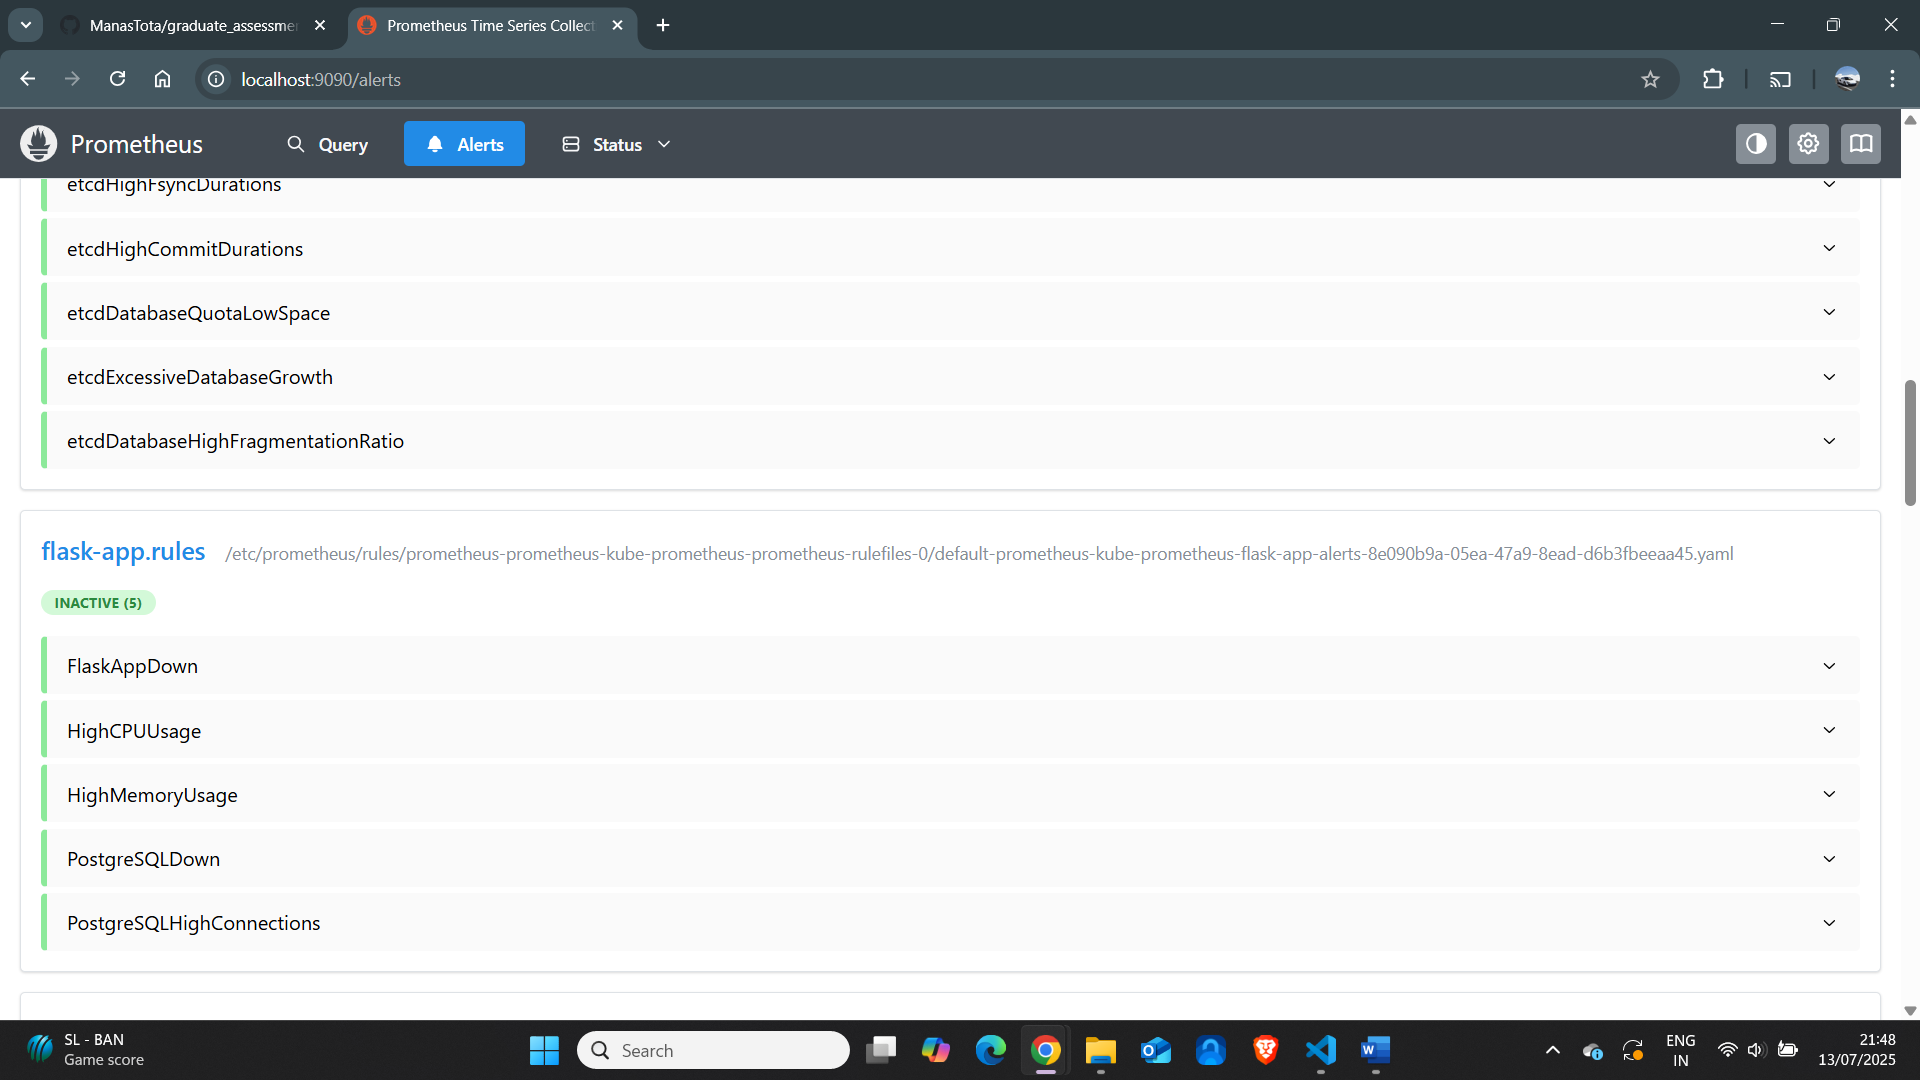 ManasTota/graduate_assessme
Prometheus Time Series Collect
localhost:9090/alerts
Prometheus
Query
Alerts
Status
etcdHighFsyncDurations
etcdHighCommitDurations
etcdDatabaseQuotaLowSpace
etcdExcessiveDatabaseGrowth
etcdDatabaseHighFragmentationRatio
flask-app.rules /etc/prometheus/rules/prometheus-prometheus-kube-prometheus-prometheus-rulefiles-0/default-prometheus-kube-prometheus-flask-app-alerts-8e090b9a-05ea-47a9-8ead-d6b3fbeeaa45.yaml
INACTIVE (5)
FlaskAppDown
HighCPUUsage
HighMemoryUsage
PostgreSQLDown
PostgreSQLHighConnections
SL - BAN
Game score
Search
ENG
IN
21:48
13/07/2025